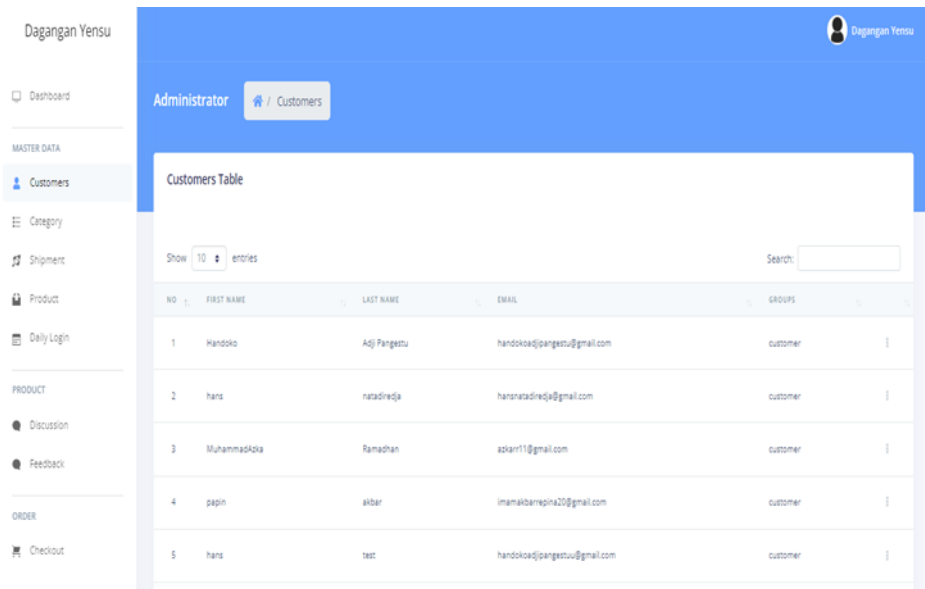 Dagangan Yensu
Dagangan Yensu
Dashboard
Administrator
/ Customers
MASTER DATA
Customers
Category
Shipment
Product
Daily Login
PRODUCT
Discussion
Feedback
ORDER
Checkout
Customers Table
Show 10 entries
Search:
NO FIRST NAME LAST NAME EMAIL GROUPS
1 Handoko Adji Pangestu handokoadjipangestu@gmail.com customer
2 hans natadiredja hansnatadiredja@gmail.com customer
3 MuhammadAzka Ramadhan azkarr11@gmail.com customer
4 papin akbar imamakbarrepina20@gmail.com customer
5 hans test handokoadjipangestuu@gmail.com customer